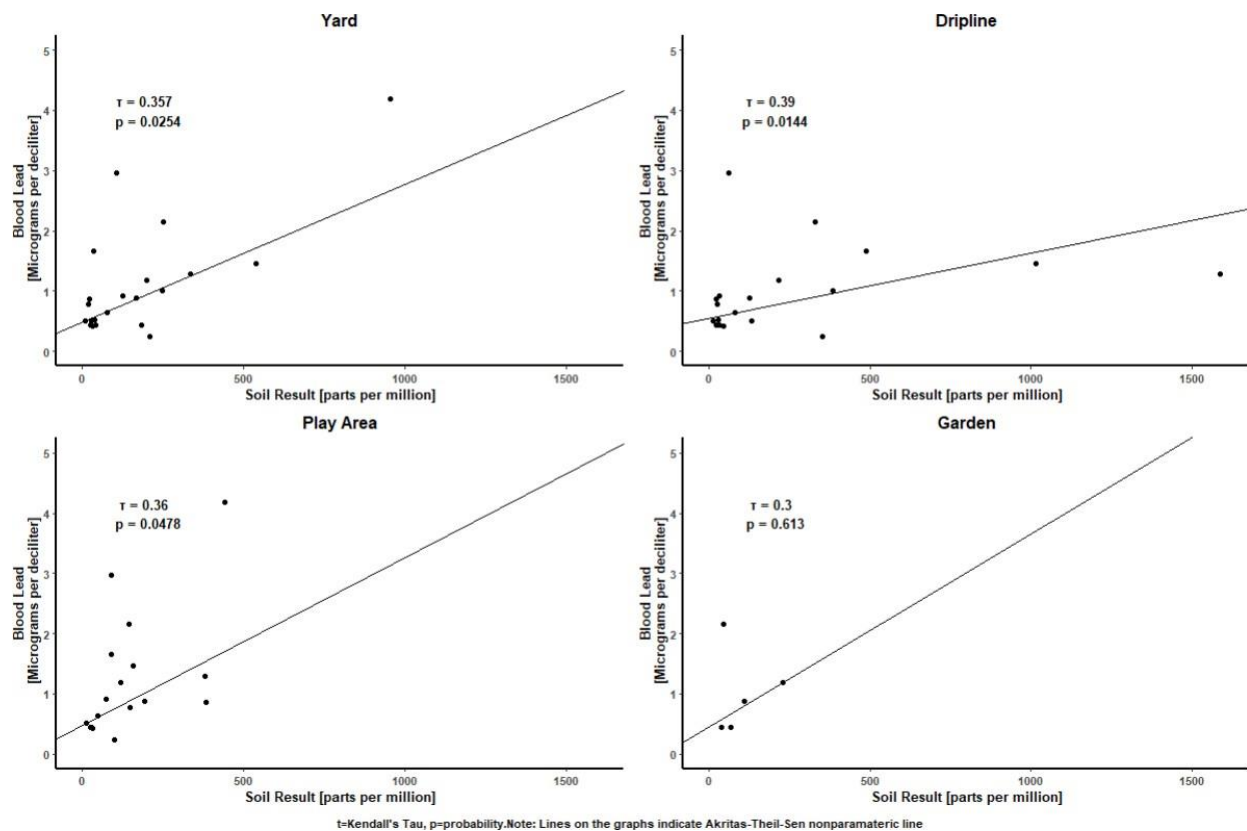 Yard
5
4
3
2
1
0
τ = 0.357
p = 0.0254
Blood Lead
[Micrograms per deciliter]
0 500 1000 1500
Soil Result [parts per million]
Dripline
5
4
3
2
1
0
τ = 0.39
p = 0.0144
Blood Lead
[Micrograms per deciliter]
0 500 1000 1500
Soil Result [parts per million]
Play Area
5
4
3
2
1
0
τ = 0.36
p = 0.0478
Blood Lead
[Micrograms per deciliter]
0 500 1000 1500
Soil Result [parts per million]
Garden
5
4
3
2
1
0
τ = 0.3
p = 0.613
Blood Lead
[Micrograms per deciliter]
0 500 1000 1500
Soil Result [parts per million]
t=Kendall's Tau, p=probability.Note: Lines on the graphs indicate Akritas-Theil-Sen nonparamateric line